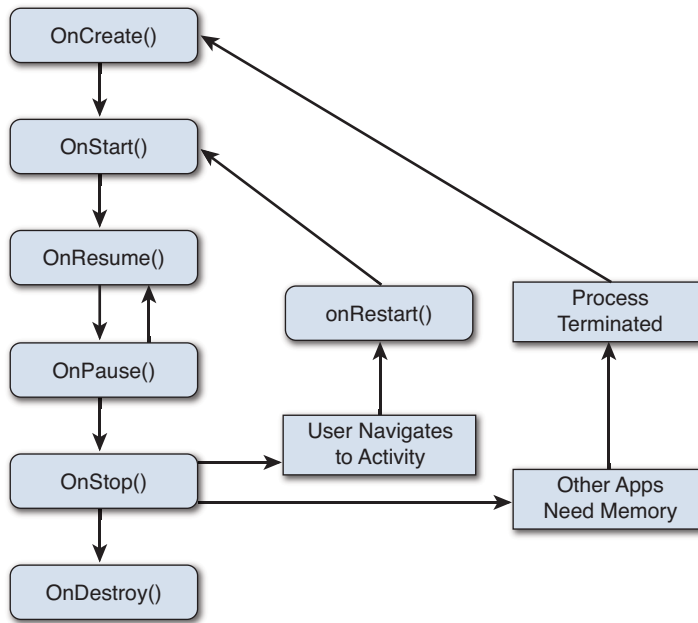 OnCreate()
OnStart()
OnResume()
onRestart()
Process
Terminated
OnPause()
User Navigates
to Activity
OnStop()
Other Apps
Need Memory
OnDestroy()